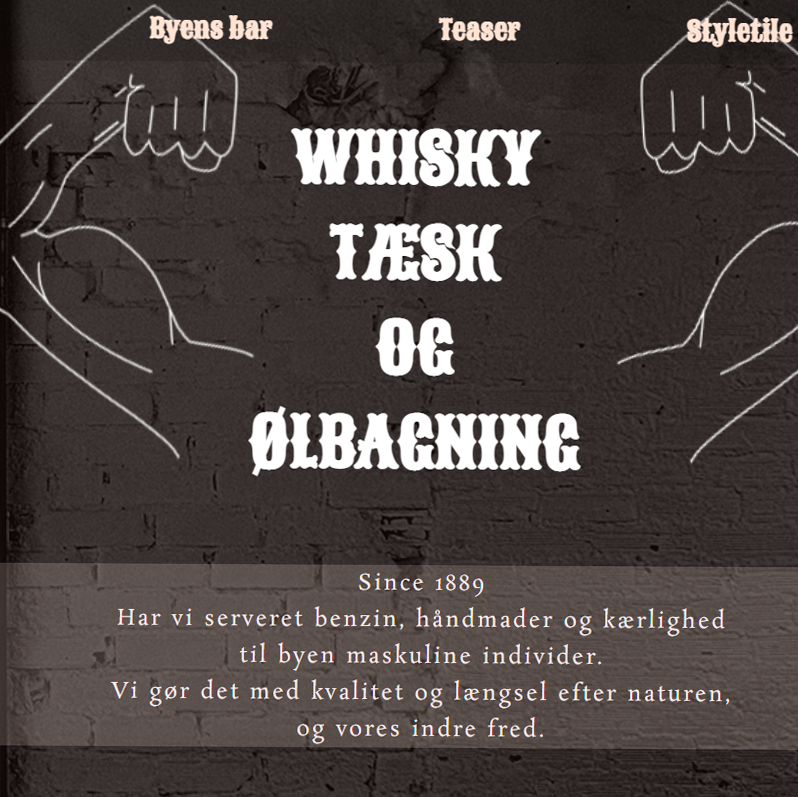 Byens bar
Teaser
Styletile
WHISKY
TÆSK
OG
ØLBAGNING
Since 1889
Har vi serveret benzin, håndmader og kærlighed
til byen maskuline individer.
Vi gør det med kvalitet og længsel efter naturen,
og vores indre fred.